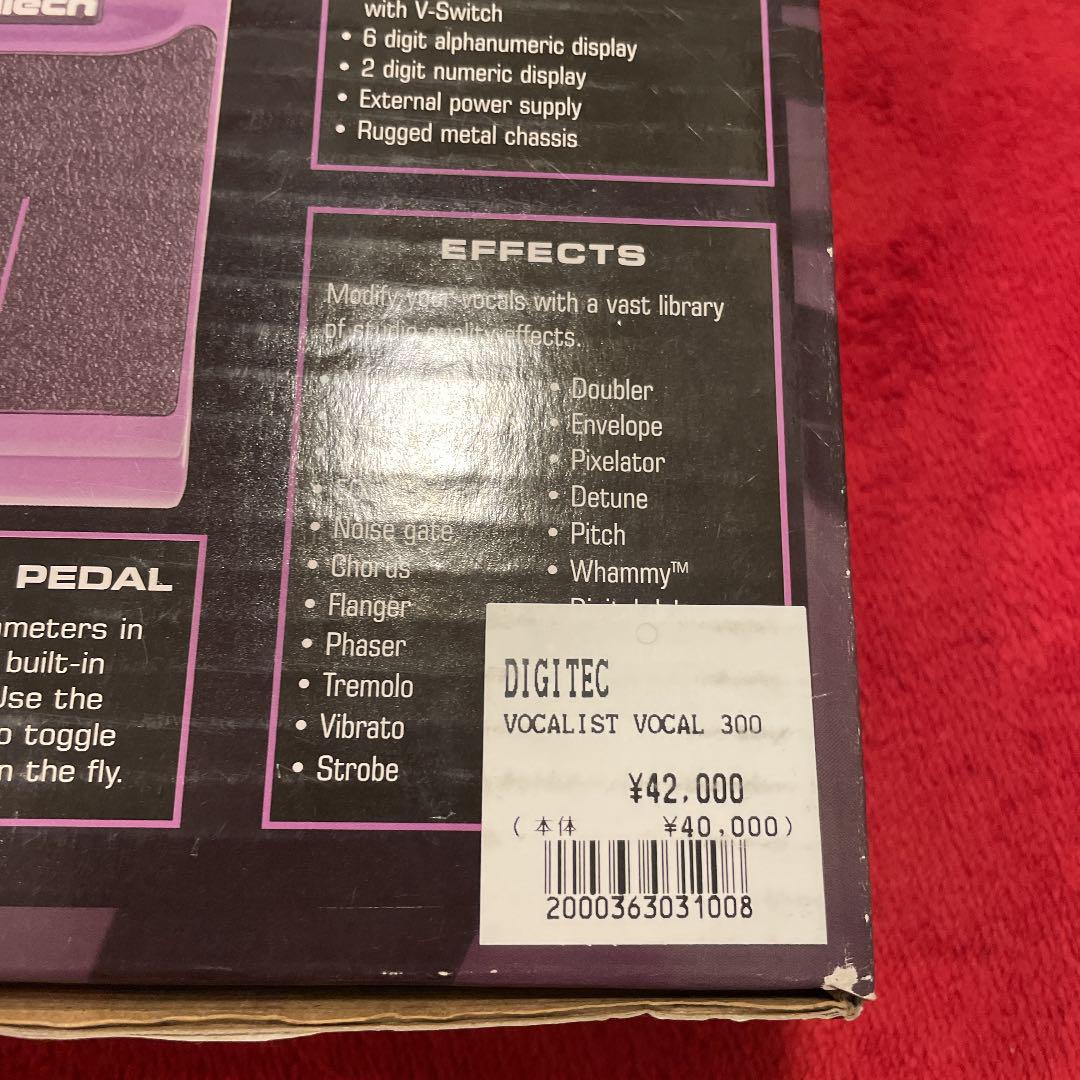 with V-Switch
• 6 digit alphanumeric display
• 2 digit numeric display
• External power supply
• Rugged metal chassis
EFFECTS
Modify your vocals with a vast library
of studio quality effects.
• Noise gate
• Chorus
• Flanger
• Phaser
• Tremolo
• Vibrato
• Strobe
• Doubler
• Envelope
• Pixelator
• Detune
• Pitch
• Whammy™
PEDAL
meters in
built-in
Use the
toggle
the fly.
DIGITEC
VOCALIST VOCAL 300
¥42,000
(本体 ¥40,000)
2000363031008